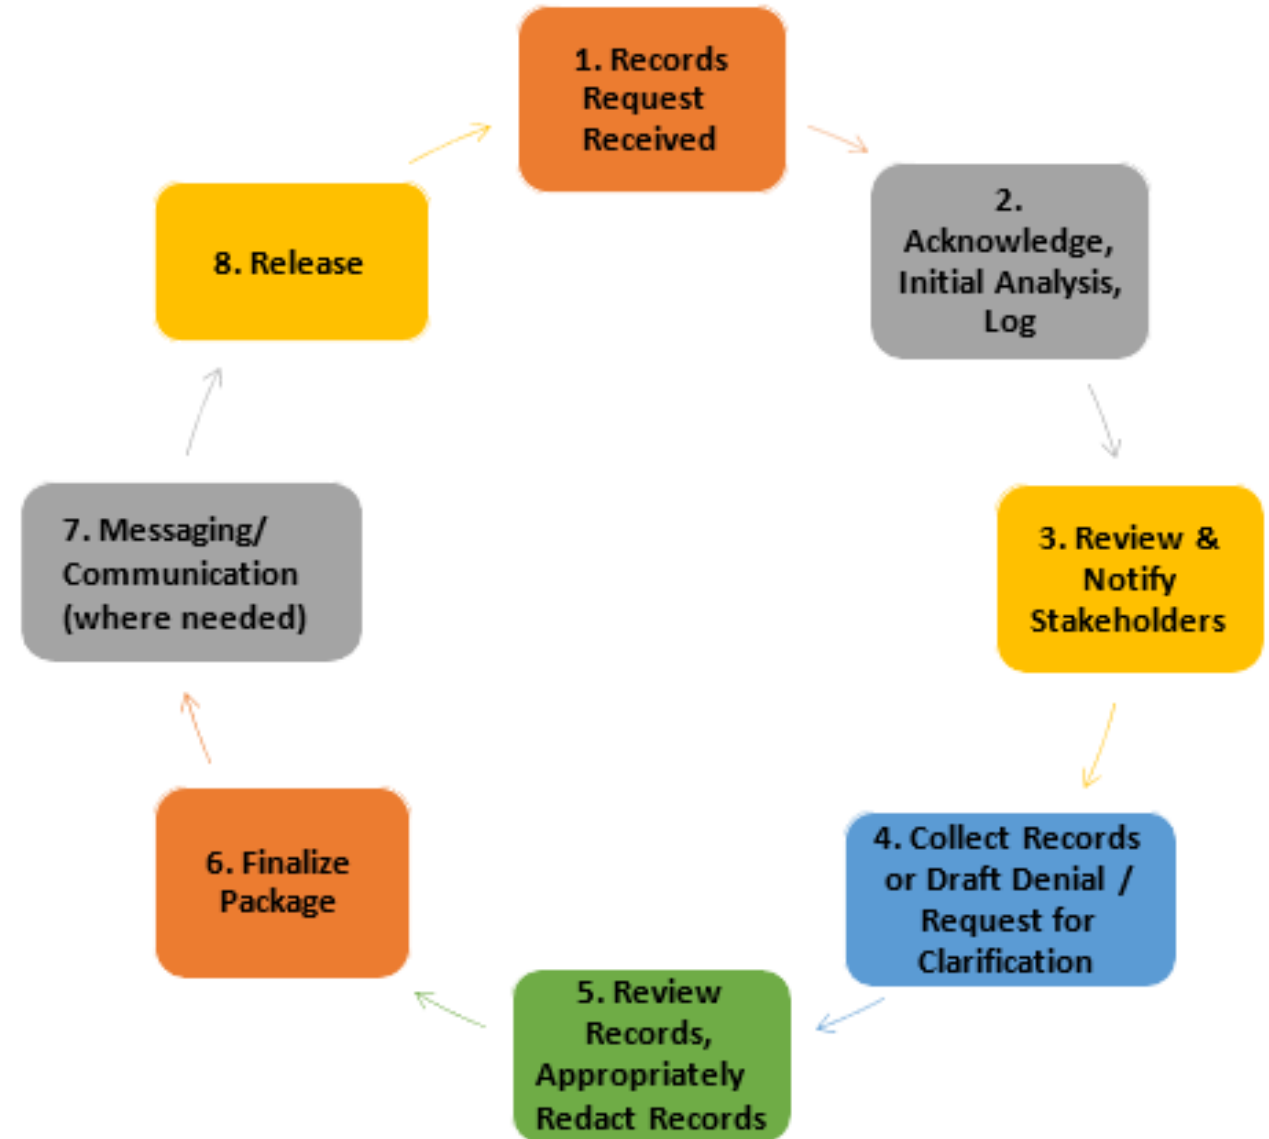 1. Records
Request
Received
2.
Acknowledge,
Initial Analysis,
Log
3. Review &
Notify
Stakeholders
4. Collect Records
or Draft Denial /
Request for
Clarification
5. Review
Records,
Appropriately
Redact Records
6. Finalize
Package
7. Messaging/
Communication
(where needed)
8. Release